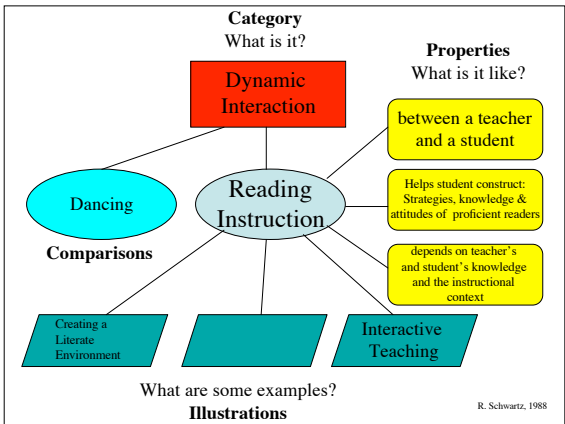 Category
What is it?
Properties
What is it like?
Dynamic
Interaction
between a teacher
and a student
Dancing
Reading
Instruction
Helps student construct:
Strategies, knowledge &
attitudes of proficient readers
Comparisons
depends on teacher's
and student's knowledge
and the instructional
context
Creating a
Literate
Environment
Interactive
Teaching
What are some examples?
Illustrations
R. Schwartz, 1988